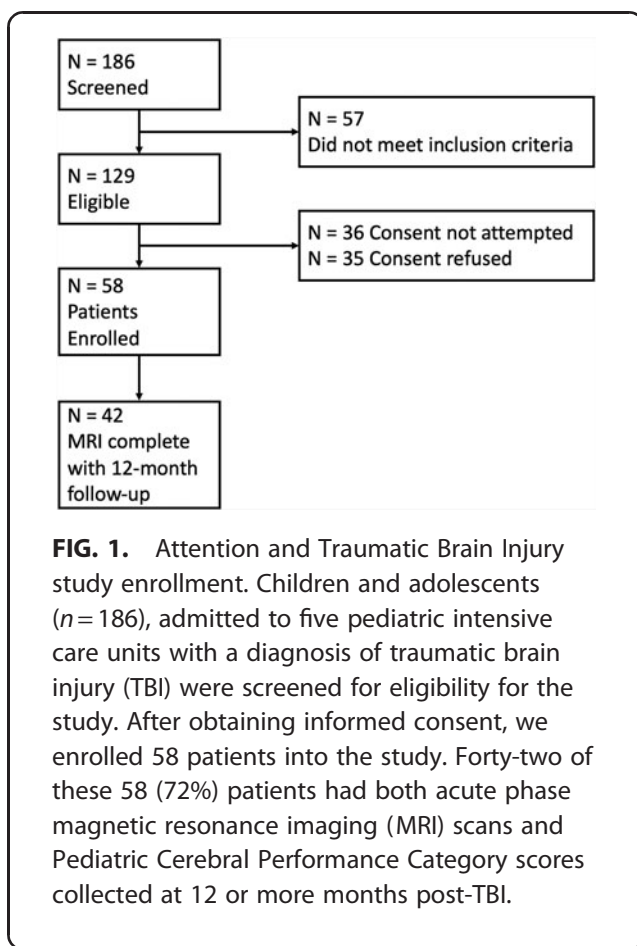 N = 186
Screened
N = 57
Did not meet inclusion criteria
N = 129
Eligible
N = 36 Consent not attempted
N = 35 Consent refused
N = 58
Patients
Enrolled
N = 42
MRI complete
with 12-month
follow-up
FIG. 1. Attention and Traumatic Brain Injury
study enrollment. Children and adolescents
(n = 186), admitted to five pediatric intensive
care units with a diagnosis of traumatic brain
injury (TBI) were screened for eligibility for the
study. After obtaining informed consent, we
enrolled 58 patients into the study. Forty-two of
these 58 (72%) patients had both acute phase
magnetic resonance imaging (MRI) scans and
Pediatric Cerebral Performance Category scores
collected at 12 or more months post-TBI.